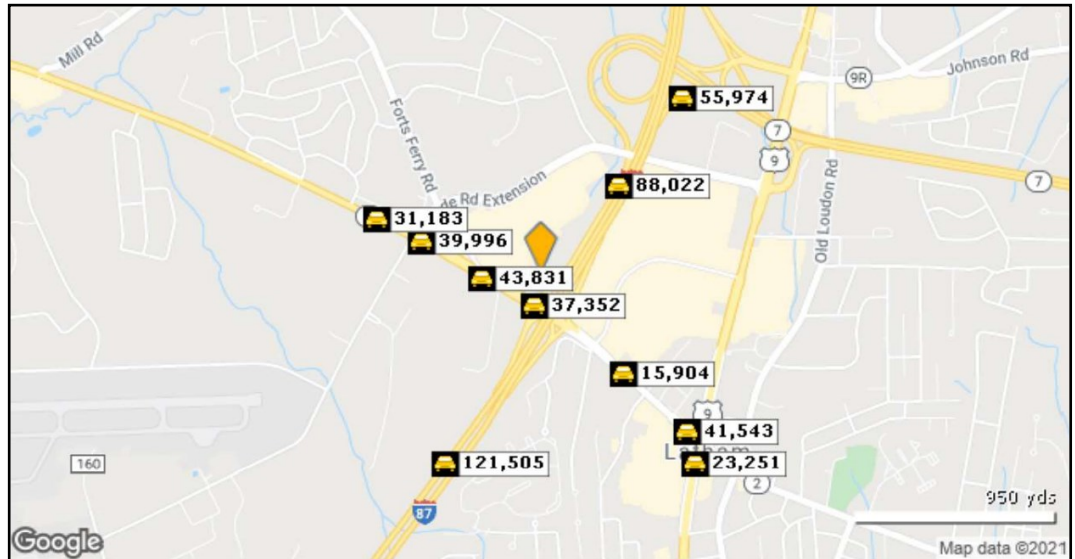 Mill Rd
Johnson Rd
9R
55,974
7
9
Forts Ferry Rd
de Rd Extension
88,022
7
Old Loudon Rd
31,183
39,996
43,831
37,352
15,904
9
41,543
Latham
160
121,505
23,251
2
87
950 yds
Google
Map data ©2021